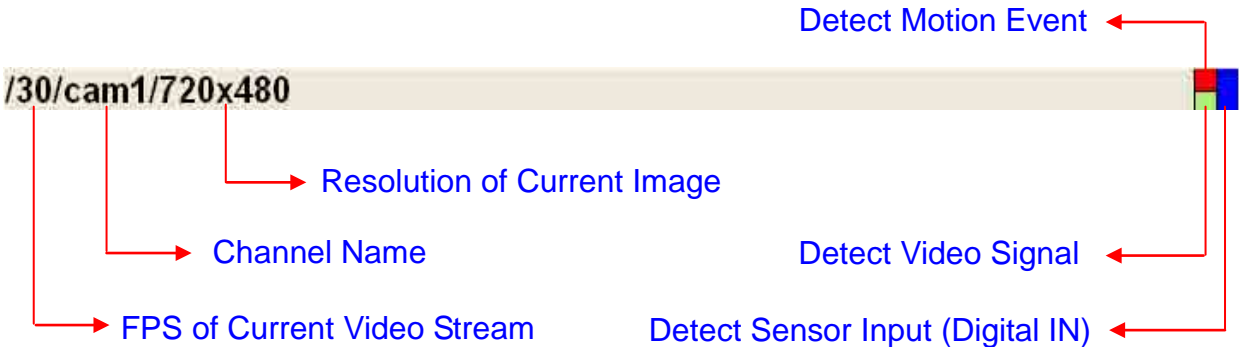 Detect Motion Event
/30/cam1/720x480
Resolution of Current Image
Channel Name
Detect Video Signal
FPS of Current Video Stream
Detect Sensor Input (Digital IN)